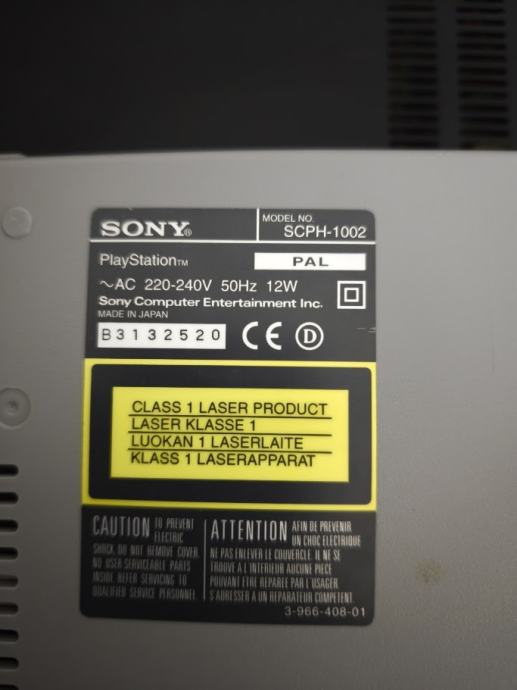 SONY®
MODEL NO.
SCPH-1002
PlayStation™
PAL
～AC 220-240V 50Hz 12W
Sony Computer Entertainment Inc.
MADE IN JAPAN
B3132520
CE D
CLASS 1 LASER PRODUCT
LASER KLASSE 1
LUOKAN 1 LASERLAITE
KLASS 1 LASERAPPARAT
CAUTION TO PREVENT
ELECTRIC
SHOCK, DO NOT REMOVE COVER.
NO USER-SERVICEABLE PARTS
INSIDE. REFER SERVICING TO
QUALIFIED SERVICE PERSONNEL.
ATTENTION AFIN DE PREVENIR
UN CHOC ELECTRIQUE
NE PAS ENLEVER LE COUVERCLE. IL NE SE
TROUVE A L'INTERIEUR AUCUNE PIECE
POUVANT ETRE REPAREE PAR L'USAGER.
S'ADRESSER A UN REPARATEUR COMPETENT.
3-966-408-01